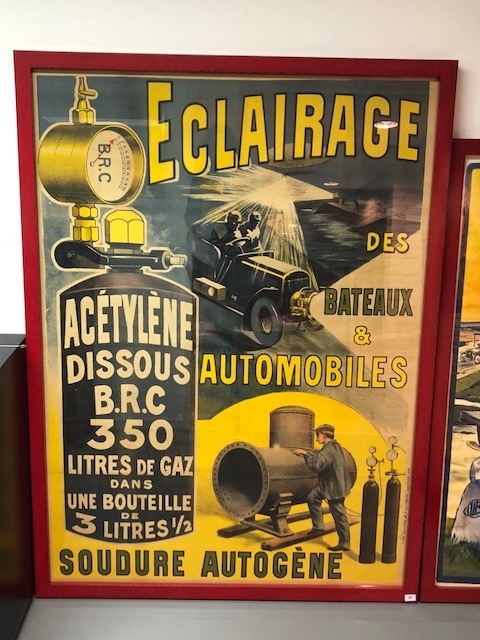 ECLAIRAGE
B.R.C
DES
BATEAUX
&
AUTOMOBILES
ACÉTYLÈNE
DISSOUS
B.R.C
350
LITRES DE GAZ
DANS
UNE BOUTEILLE
DE
3 LITRES 1/2
SOUDURE AUTOGÈNE